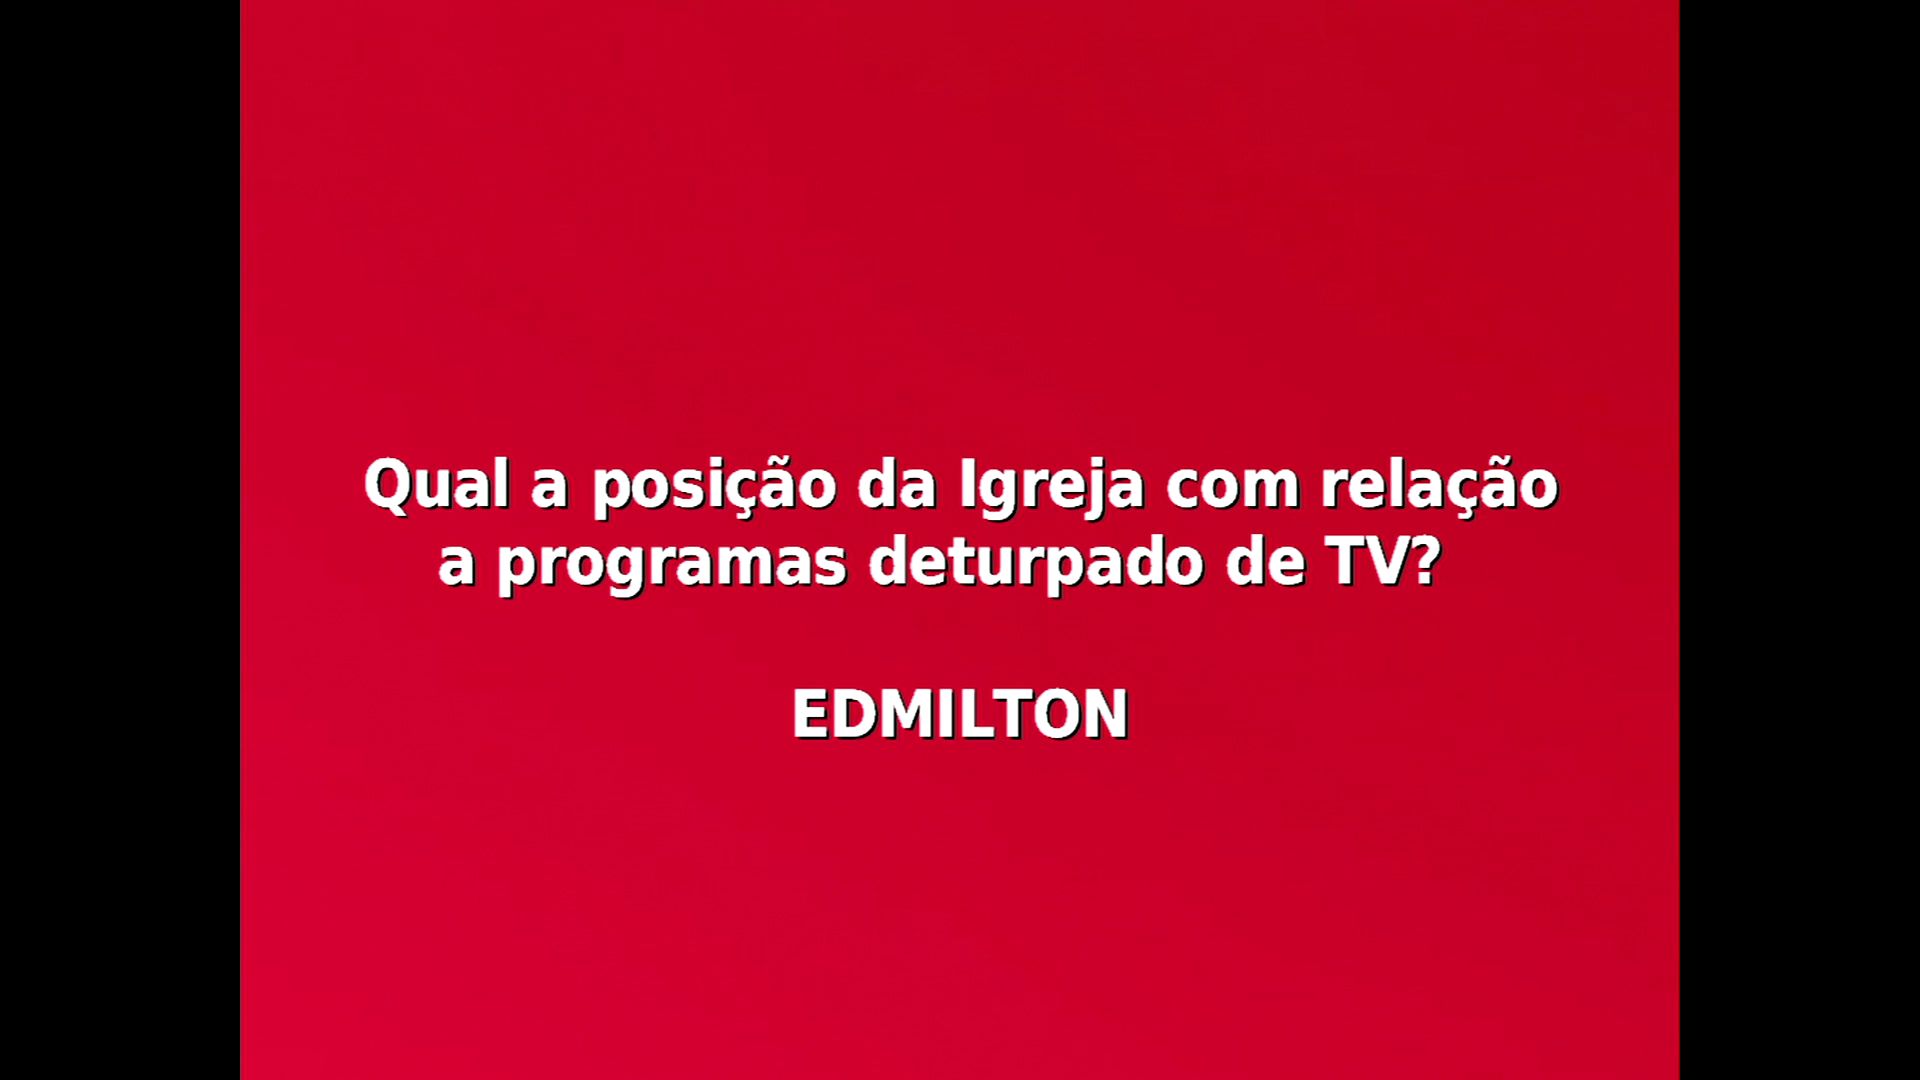 Qual a posição da Igreja com relação
a programas deturpado de TV?
EDMILTON